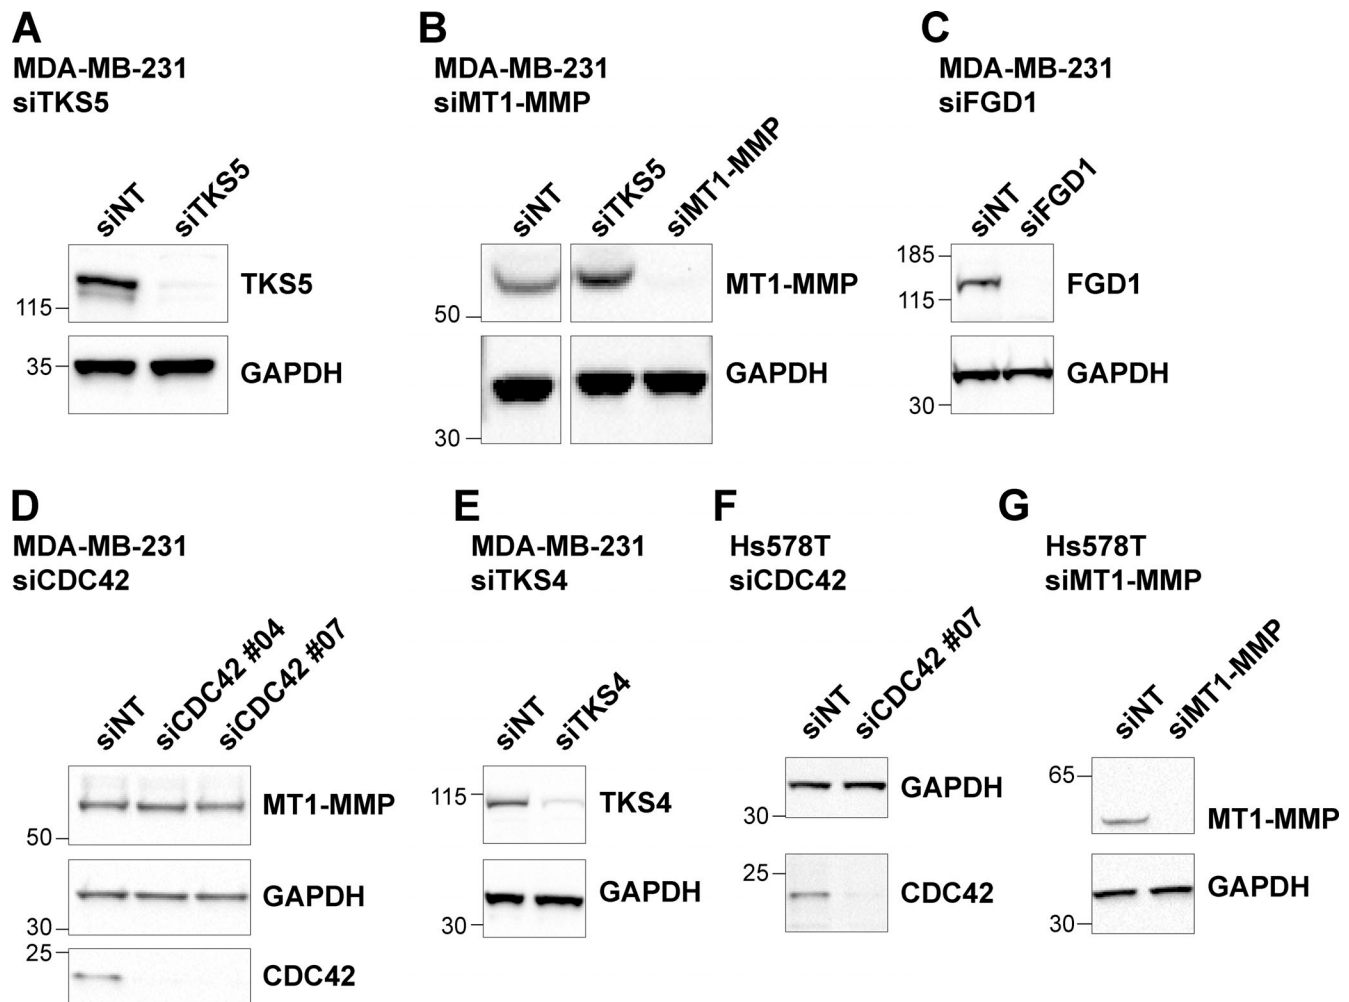 A
MDA-MB-231
siTKS5
siNT
siTKS5
115
TKS5
35
GAPDH
B
MDA-MB-231
siMT1-MMP
siNT
siTKS5
siMT1-MMP
50
MT1-MMP
GAPDH
30
C
MDA-MB-231
siFGD1
siNT
siFGD1
185
115
FGD1
GAPDH
30
D
MDA-MB-231
siCDC42
siNT
siCDC42 #04
siCDC42 #07
MT1-MMP
50
GAPDH
30
25
CDC42
E
MDA-MB-231
siTKS4
siNT
siTKS4
115
TKS4
GAPDH
30
F
Hs578T
siCDC42
siNT
siCDC42 #07
GAPDH
30
25
CDC42
G
Hs578T
siMT1-MMP
siNT
siMT1-MMP
65
MT1-MMP
GAPDH
30